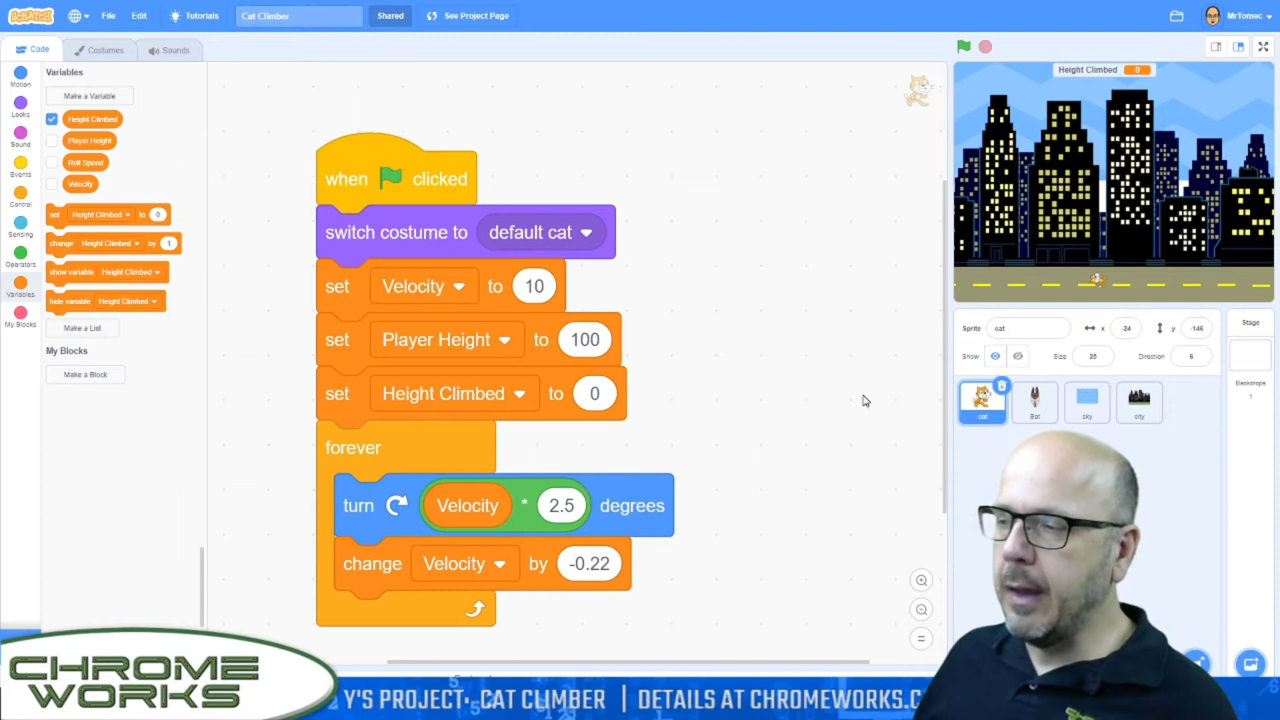 SCRATCH
File
Edit
Tutorials
Cat Climber
Shared
See Project Page
MrTomec
Code
Costumes
Sounds
Motion
Looks
Sound
Events
Control
Sensing
Operators
Variables
My Blocks
Variables
Make a Variable
Height Climbed
Player Height
Roll Speed
Velocity
set Height Climbed to 0
change Height Climbed by 1
show variable Height Climbed
hide variable Height Climbed
Make a List
My Blocks
Make a Block
when clicked
switch costume to default cat
set Velocity to 10
set Player Height to 100
set Height Climbed to 0
forever
turn Velocity * 2.5 degrees
change Velocity by -0.22
Height Climbed 0
Sprite cat x -34 y -146
Show Size 28 Direction 6
cat
Bat
sky
city
Stage
Backdrops
1
CHROME
WORKS
Y'S PROJECT: CAT CLIMBER | DETAILS AT CHROMEWORKS.C